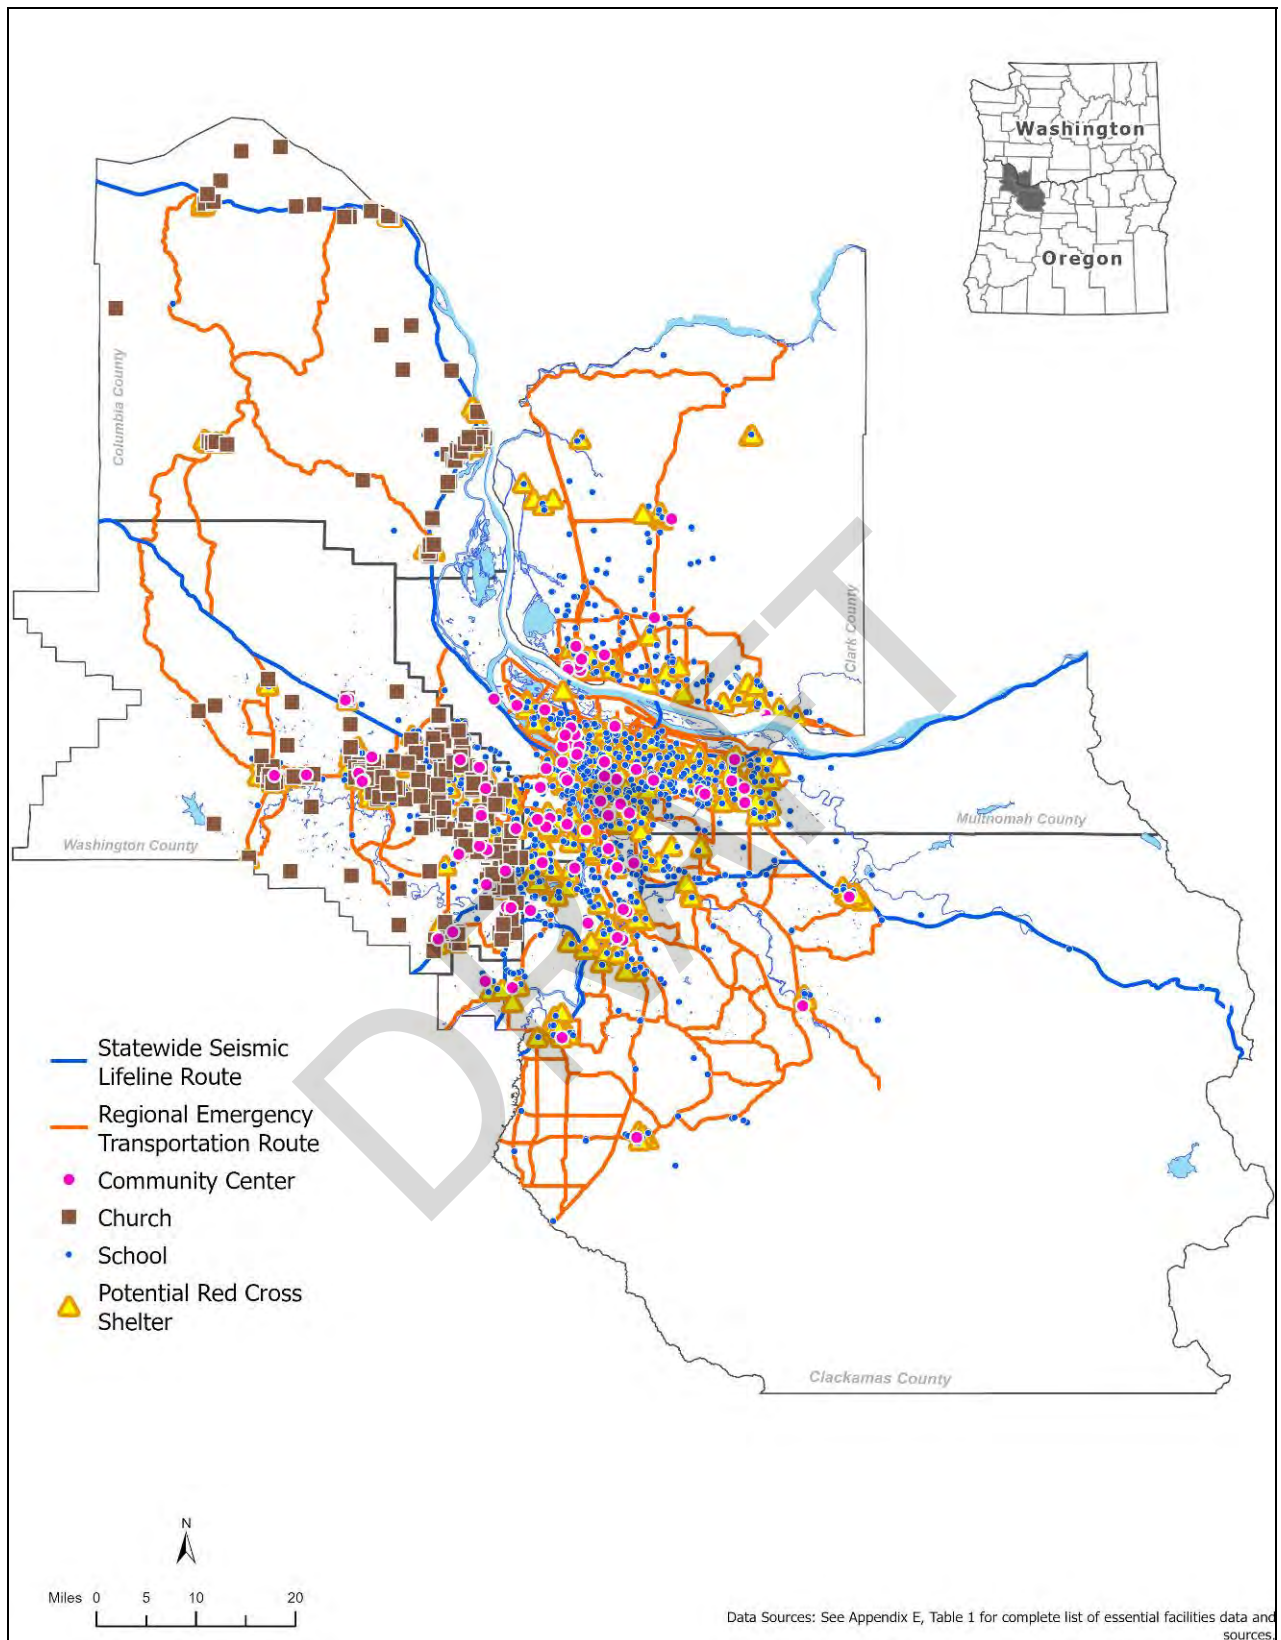 Washington
Oregon
Columbia County
Clark County
Multnomah County
Washington County
DRAFT
Statewide Seismic
Lifeline Route
Regional Emergency
Transportation Route
Community Center
Church
School
Potential Red Cross
Shelter
Clackamas County
N
Miles 0 5 10 20
Data Sources: See Appendix E, Table 1 for complete list of essential facilities data and
sources.